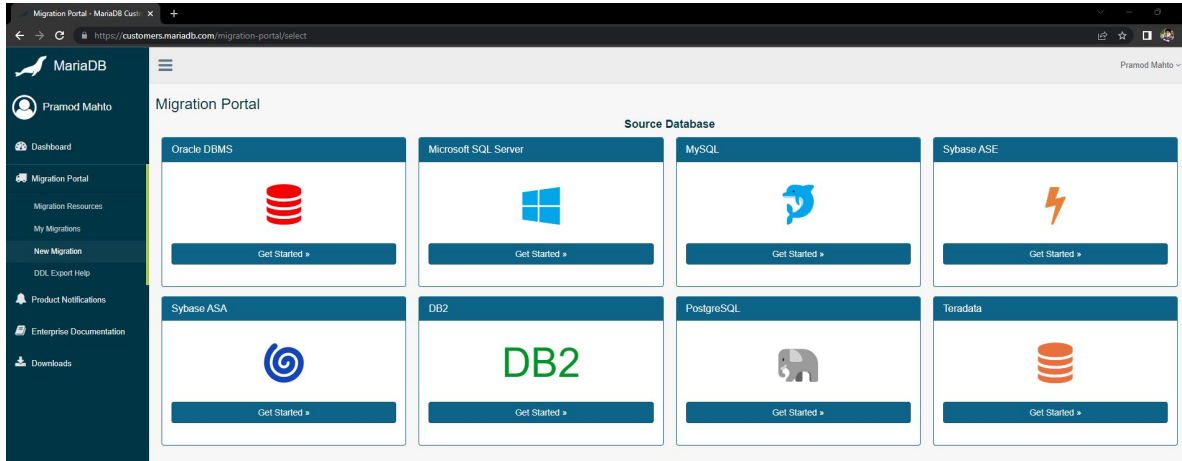 Migration Portal - MariaDB Cust
https://customers.mariadb.com/migration-portal/select
MariaDB
Pramod Mahto
Pramod Mahto
Dashboard
Migration Portal
Migration Resources
My Migrations
New Migration
DDL Export Help
Product Notifications
Enterprise Documentation
Downloads
Migration Portal
Source Database
Oracle DBMS
Microsoft SQL Server
MySQL
Sybase ASE
Get Started »
Get Started »
Get Started »
Get Started »
Sybase ASA
DB2
PostgreSQL
Teradata
DB2
Get Started »
Get Started »
Get Started »
Get Started »